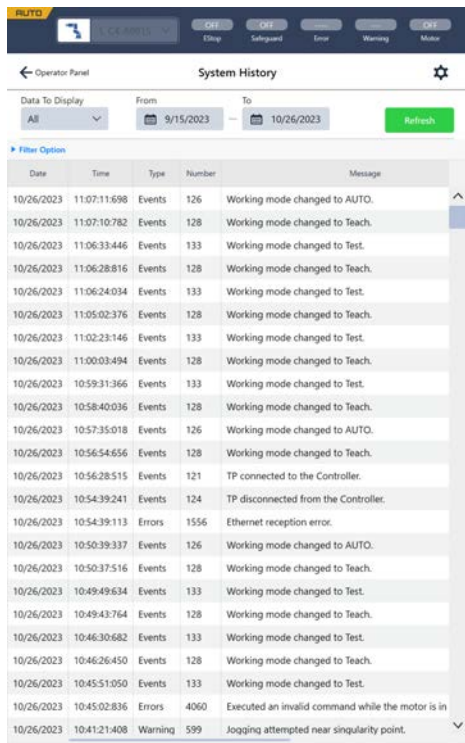 AUTO
OFF OFF OFF
EStop Safeguard Error Warning Motor
Operator Panel System History
Data To Display From To
All 9/15/2023 — 10/26/2023 Refresh
Filter Option
Date Time Type Number Message
10/26/2023 11:07:11:698 Events 126 Working mode changed to AUTO.
10/26/2023 11:07:10:782 Events 128 Working mode changed to Teach.
10/26/2023 11:06:33:446 Events 133 Working mode changed to Test.
10/26/2023 11:06:28:816 Events 128 Working mode changed to Teach.
10/26/2023 11:06:24:034 Events 133 Working mode changed to Test.
10/26/2023 11:05:02:376 Events 128 Working mode changed to Teach.
10/26/2023 11:02:23:146 Events 133 Working mode changed to Test.
10/26/2023 11:00:03:494 Events 128 Working mode changed to Teach.
10/26/2023 10:59:31:366 Events 133 Working mode changed to Test.
10/26/2023 10:58:40:036 Events 128 Working mode changed to Teach.
10/26/2023 10:57:35:018 Events 126 Working mode changed to AUTO.
10/26/2023 10:56:54:656 Events 128 Working mode changed to Teach.
10/26/2023 10:56:28:515 Events 121 TP connected to the Controller.
10/26/2023 10:54:39:241 Events 124 TP disconnected from the Controller.
10/26/2023 10:54:39:113 Errors 1556 Ethernet reception error.
10/26/2023 10:50:39:337 Events 126 Working mode changed to AUTO.
10/26/2023 10:50:37:516 Events 128 Working mode changed to Teach.
10/26/2023 10:49:49:634 Events 133 Working mode changed to Test.
10/26/2023 10:49:43:764 Events 128 Working mode changed to Teach.
10/26/2023 10:46:30:682 Events 133 Working mode changed to Test.
10/26/2023 10:46:26:450 Events 128 Working mode changed to Teach.
10/26/2023 10:45:51:050 Events 133 Working mode changed to Test.
10/26/2023 10:45:02:836 Errors 4060 Executed an invalid command while the motor is in
10/26/2023 10:41:21:408 Warning 599 Jogging attempted near singularity point.